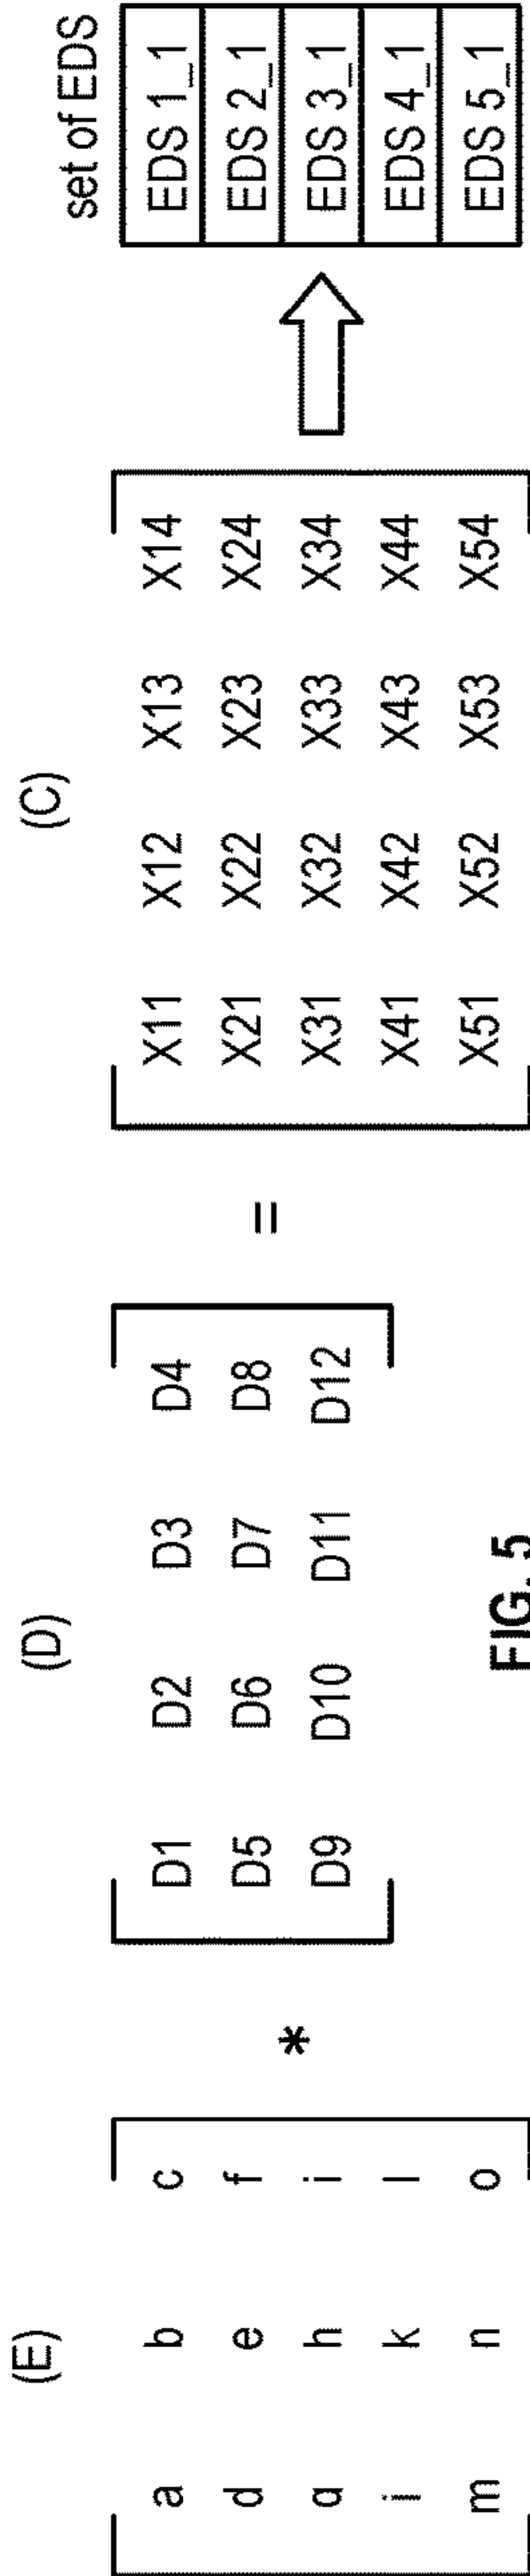 (E)
a b c
d e f
g h i
j k l
m n o
*
(D)
D1 D2 D3 D4
D5 D6 D7 D8
D9 D10 D11 D12
=
(C)
X11 X12 X13 X14
X21 X22 X23 X24
X31 X32 X33 X34
X41 X42 X43 X44
X51 X52 X53 X54
set of EDS
EDS 1_1
EDS 2_1
EDS 3_1
EDS 4_1
EDS 5_1
FIG. 5